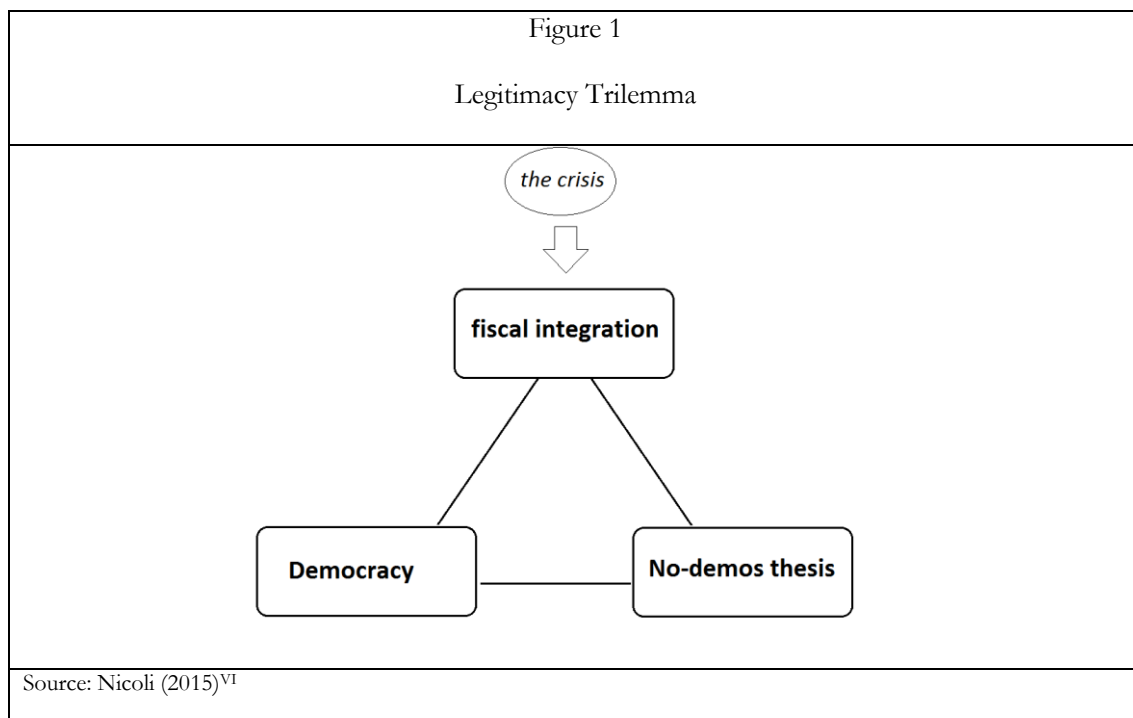 Figure 1
Legitimacy Trilemma
the crisis
fiscal integration
Democracy
No-demos thesis
Source: Nicoli (2015)VI